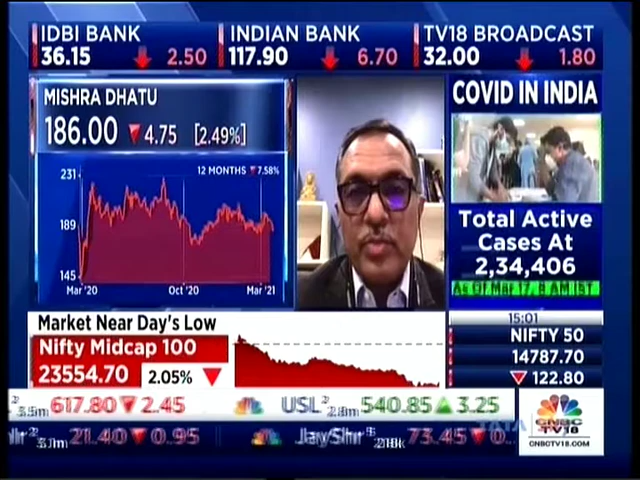 IDBI BANK
36.15 2.50
INDIAN BANK
117.90 6.70
TV18 BROADCAST
32.00 1.80
MISHRA DHATU
186.00 4.75 [2.49%]
12 MONTHS 7.58%
231
189
145
Mar '20 Oct '20 Mar '21
COVID IN INDIA
Total Active
Cases At
2,34,406
As Of Mar 17, 8 AM IST
Market Near Day's Low
Nifty Midcap 100
23554.70 2.05%
15:01
NIFTY 50
14787.70
122.80
617.80 2.45 USL 540.85 3.25
21.40 0.95 JayShr 73.45 0.
TATA
CNBC
TV18
CNBCTV18.COM